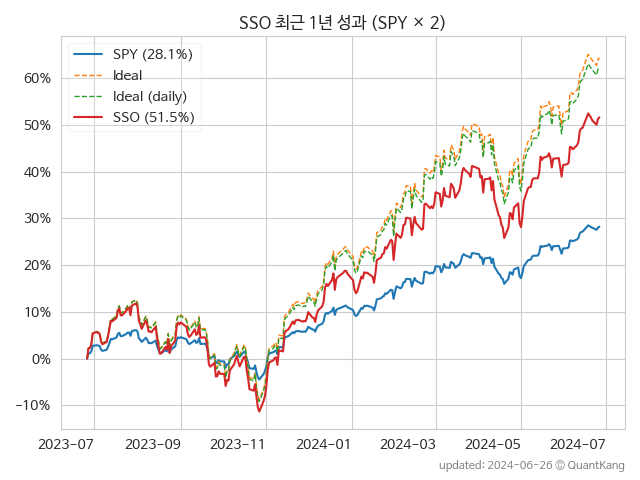 SSO 최근 1년 성과 (SPY × 2)
SPY (28.1%)
Ideal
Ideal (daily)
SSO (51.5%)
60%
50%
40%
30%
20%
10%
0%
−10%
2023-07 2023-09 2023-11 2024-01 2024-03 2024-05 2024-07
updated: 2024-06-26 © QuantKang